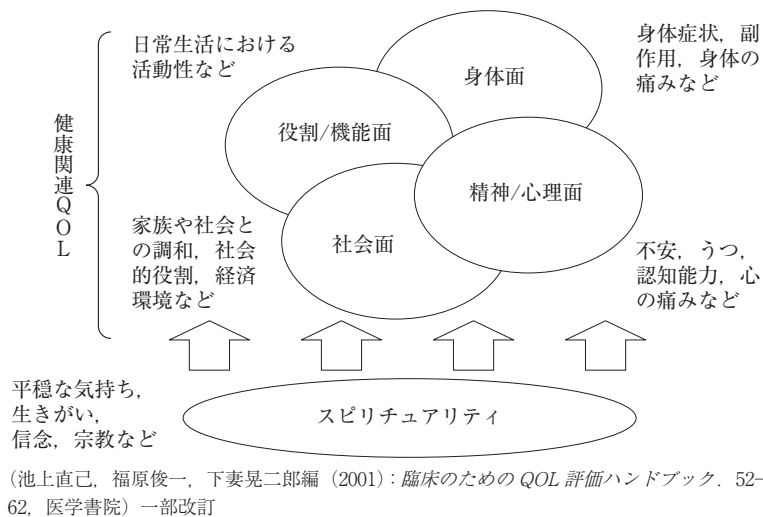 日常生活における
活動性など
身体症状，副
作用，身体の
痛みなど
身体面
役割/機能面
健康関連QOL
精神/心理面
家族や社会と
の調和，社会
的役割，経済
環境など
社会面
不安，うつ，
認知能力，心
の痛みなど
平穏な気持ち，
生きがい，
信念，宗教など
スピリチュアリティ
(池上直己，福原俊一，下妻晃二郎編（2001）：臨床のための QOL 評価ハンドブック．52–
62，医学書院）一部改訂